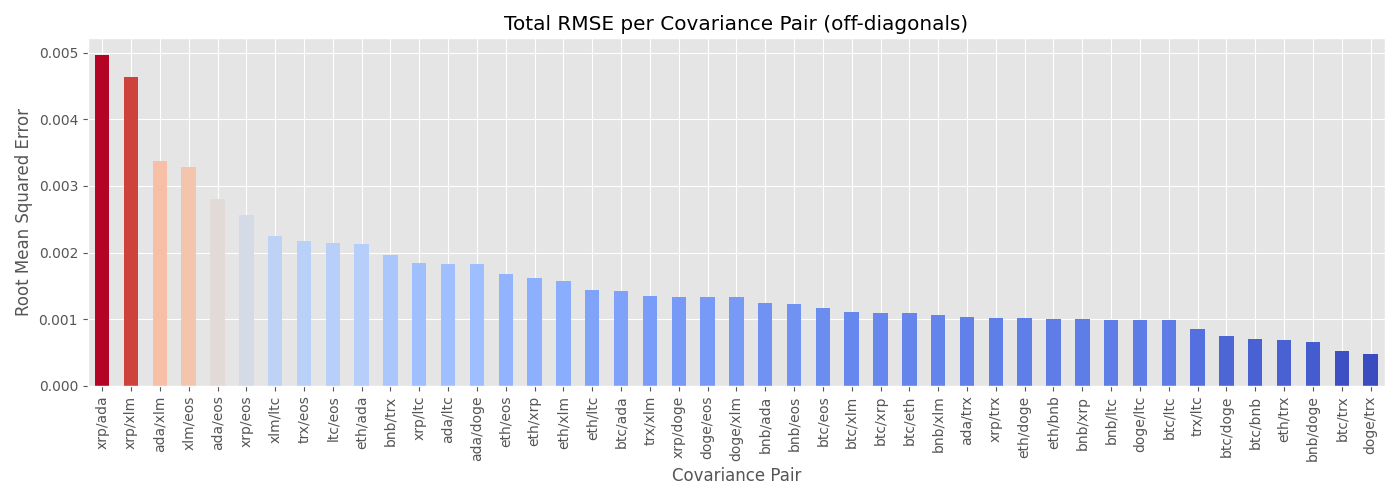 Total RMSE per Covariance Pair (off-diagonals)
Root Mean Squared Error
0.005
0.004
0.003
0.002
0.001
0.000
xrp/ada
xrp/xlm
ada/xlm
xlm/eos
ada/eos
xrp/eos
xlm/ltc
trx/eos
ltc/eos
eth/ada
bnb/trx
xrp/ltc
ada/ltc
ada/doge
eth/eos
eth/xrp
eth/xlm
eth/ltc
btc/ada
trx/xlm
xrp/doge
doge/eos
doge/xlm
bnb/ada
bnb/eos
btc/eos
btc/xlm
btc/xrp
btc/eth
bnb/xlm
ada/trx
xrp/trx
eth/doge
eth/bnb
bnb/xrp
bnb/ltc
doge/ltc
btc/ltc
trx/ltc
btc/doge
btc/bnb
eth/trx
bnb/doge
btc/trx
doge/trx
Covariance Pair